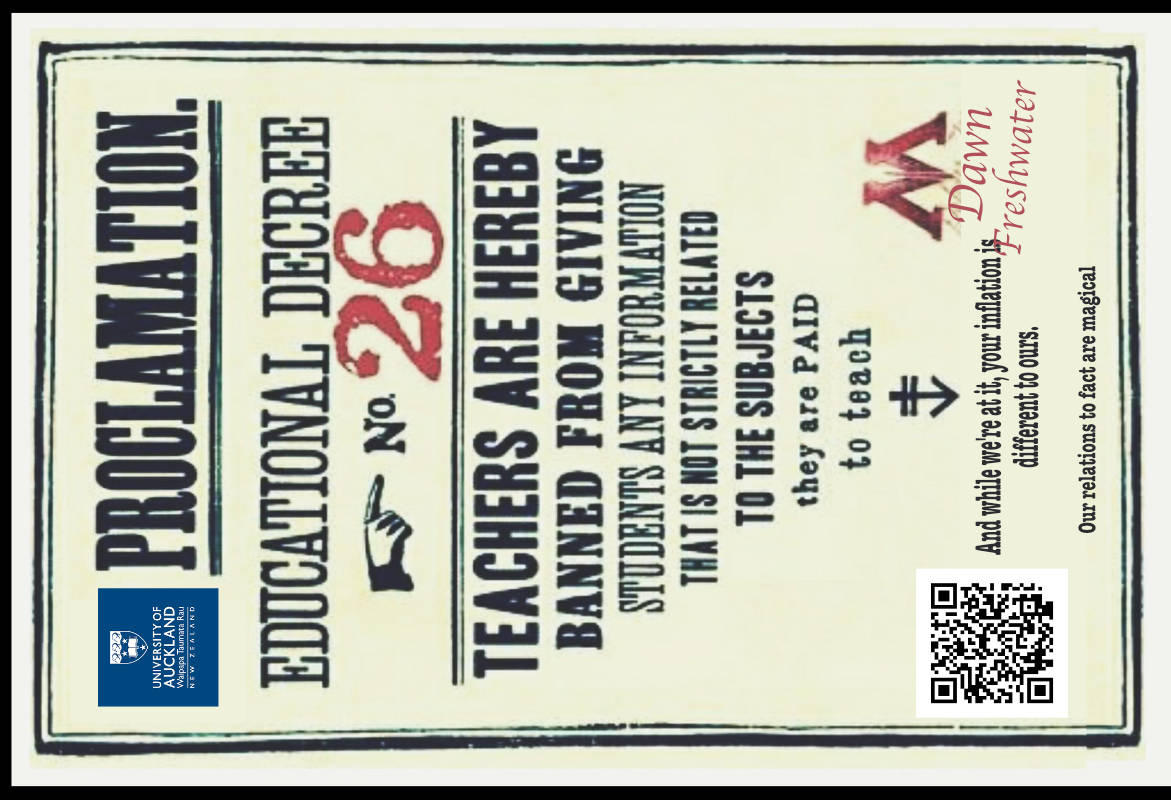 UNIVERSITY OF
AUCKLAND
Waipapa Taumata Rau
NEW ZEALAND
PROCLAMATION.
EDUCATIONAL DECREE
No. 26
TEACHERS ARE HEREBY
BANNED FROM GIVING
STUDENTS ANY INFORMATION
THAT IS NOT STRICTLY RELATED
TO THE SUBJECTS
they are PAID
to teach
M
Dawn
Freshwater
And while we're at it, your inflation is
different to ours.
Our relations to fact are magical